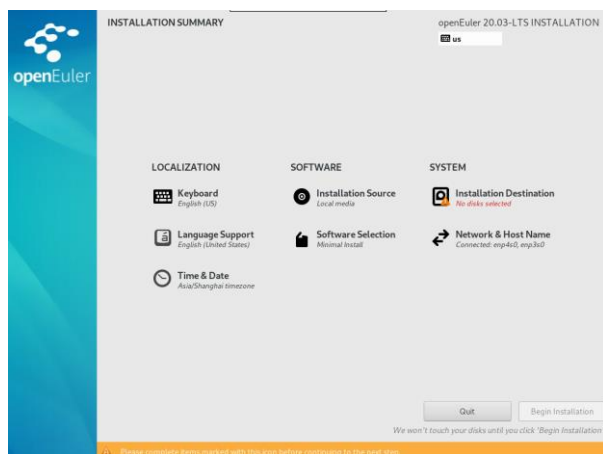 openEuler
INSTALLATION SUMMARY
openEuler 20.03-LTS INSTALLATION
us
LOCALIZATION
Keyboard
English (US)
Language Support
English (United States)
Time & Date
Asia/Shanghai timezone
SOFTWARE
Installation Source
Local media
Software Selection
Minimal Install
SYSTEM
Installation Destination
No disks selected
Network & Host Name
Connected: enp4s0, enp3s0
Quit
Begin Installation
We won't touch your disks until you click 'Begin Installation
Please complete items marked with this icon before continuing to the next step.